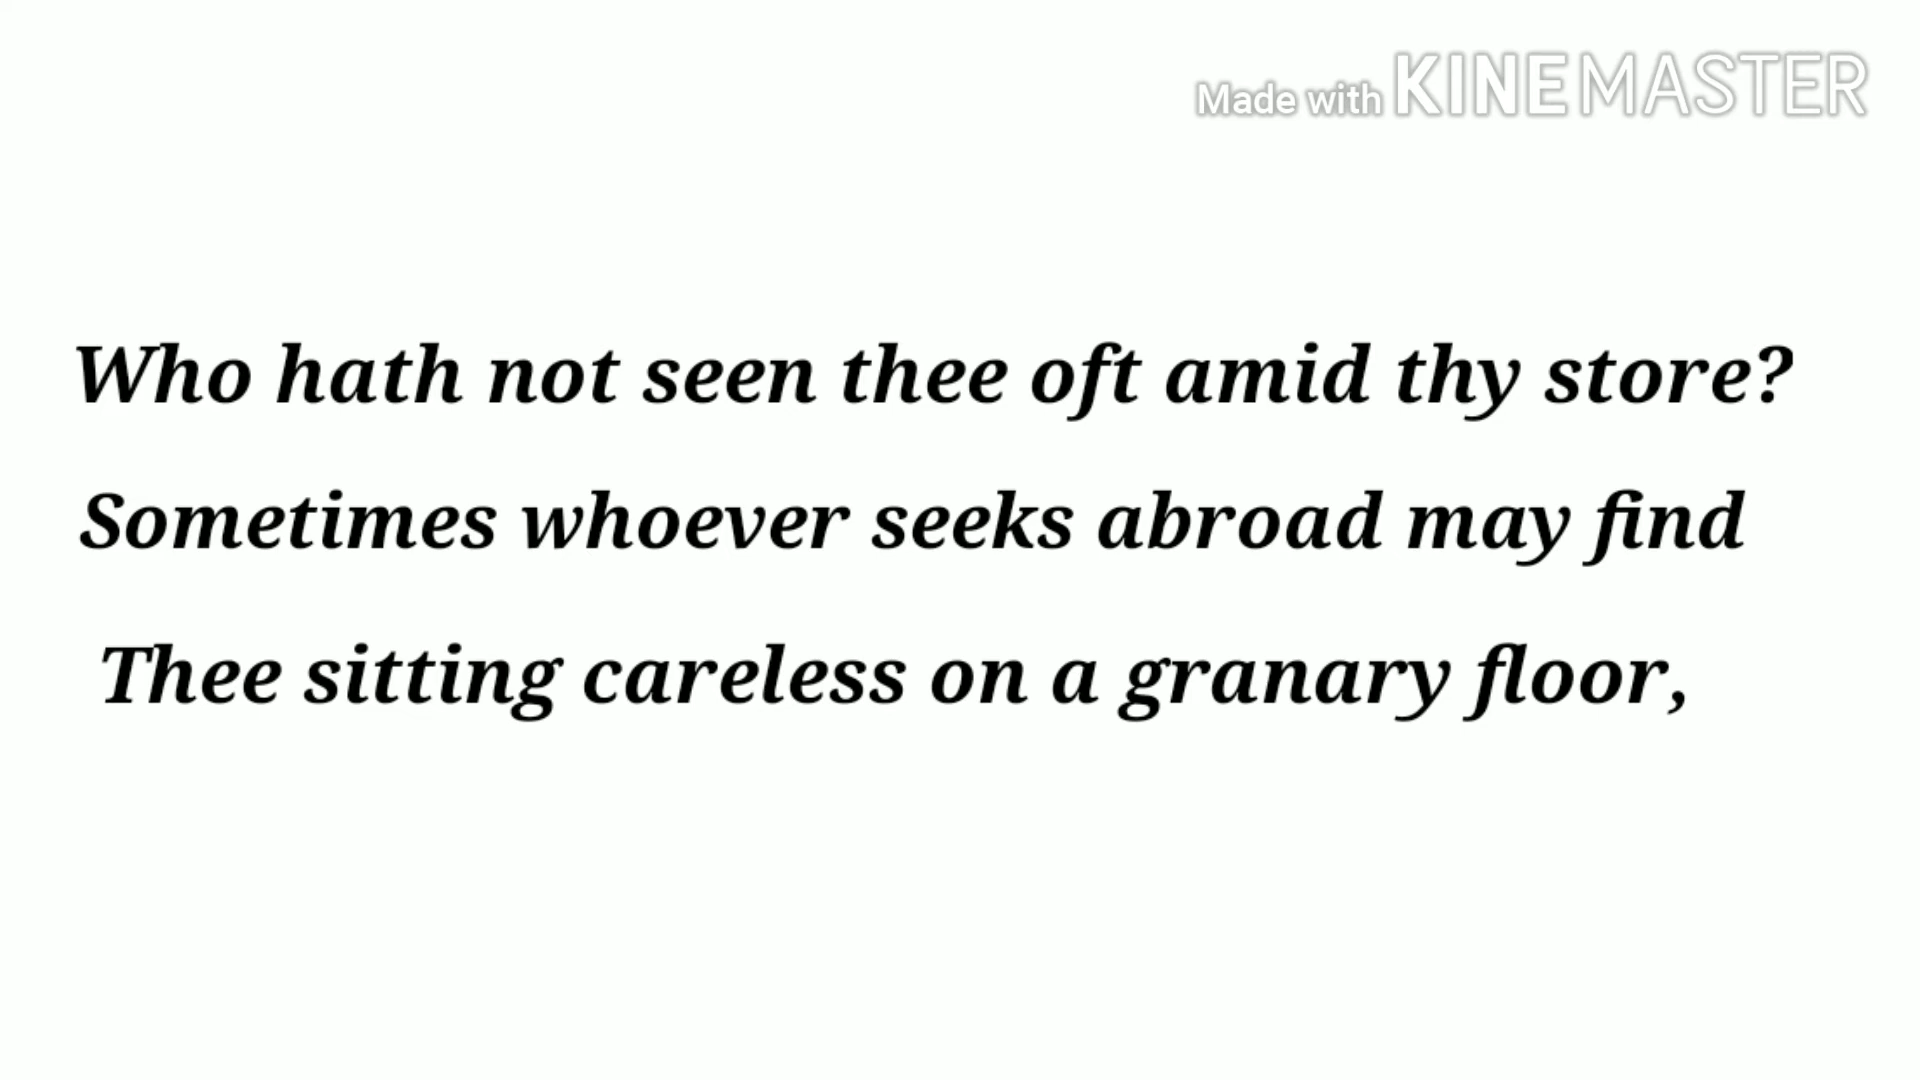 Made with KINEMASTER
Who hath not seen thee oft amid thy store?
Sometimes whoever seeks abroad may find
Thee sitting careless on a granary floor,